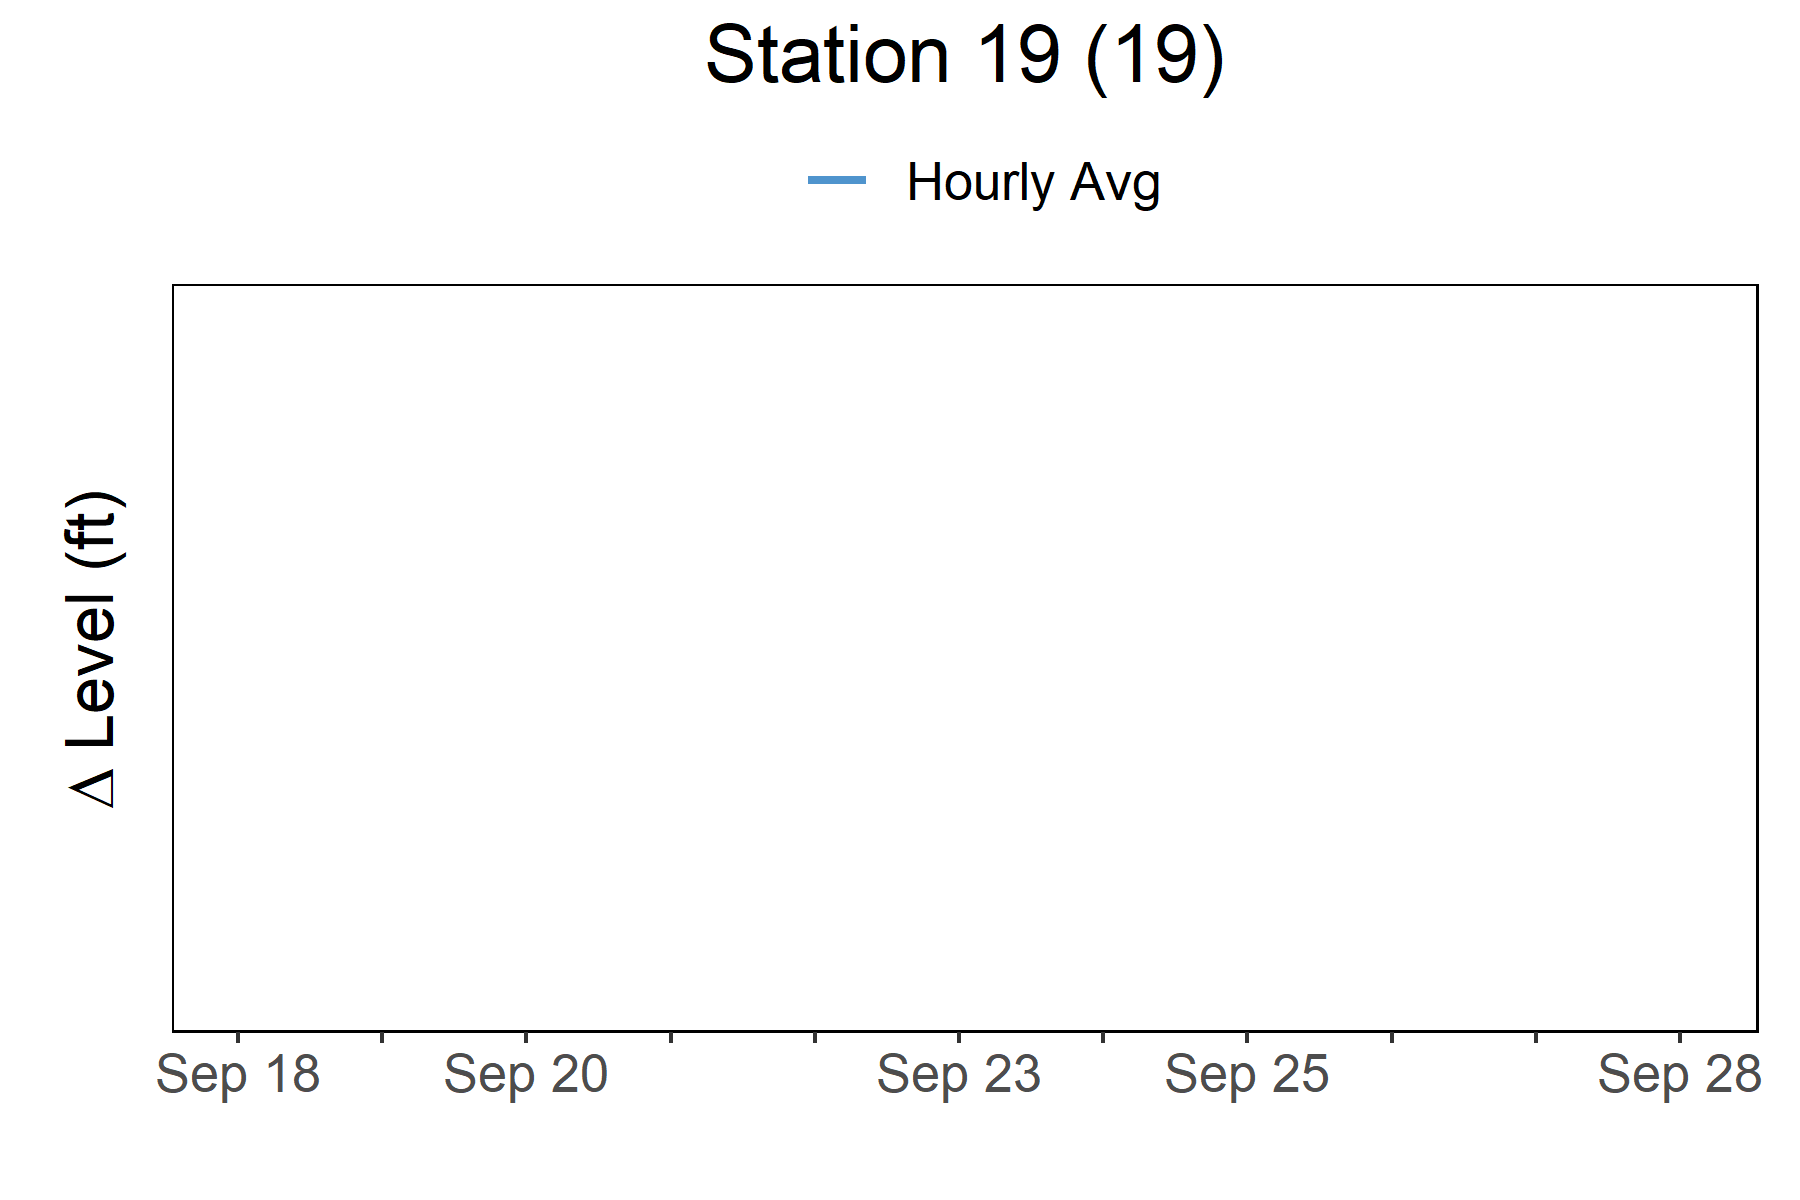 Station 19 (19)
Hourly Avg
Δ Level (ft)
Sep 18 Sep 20 Sep 23 Sep 25 Sep 28